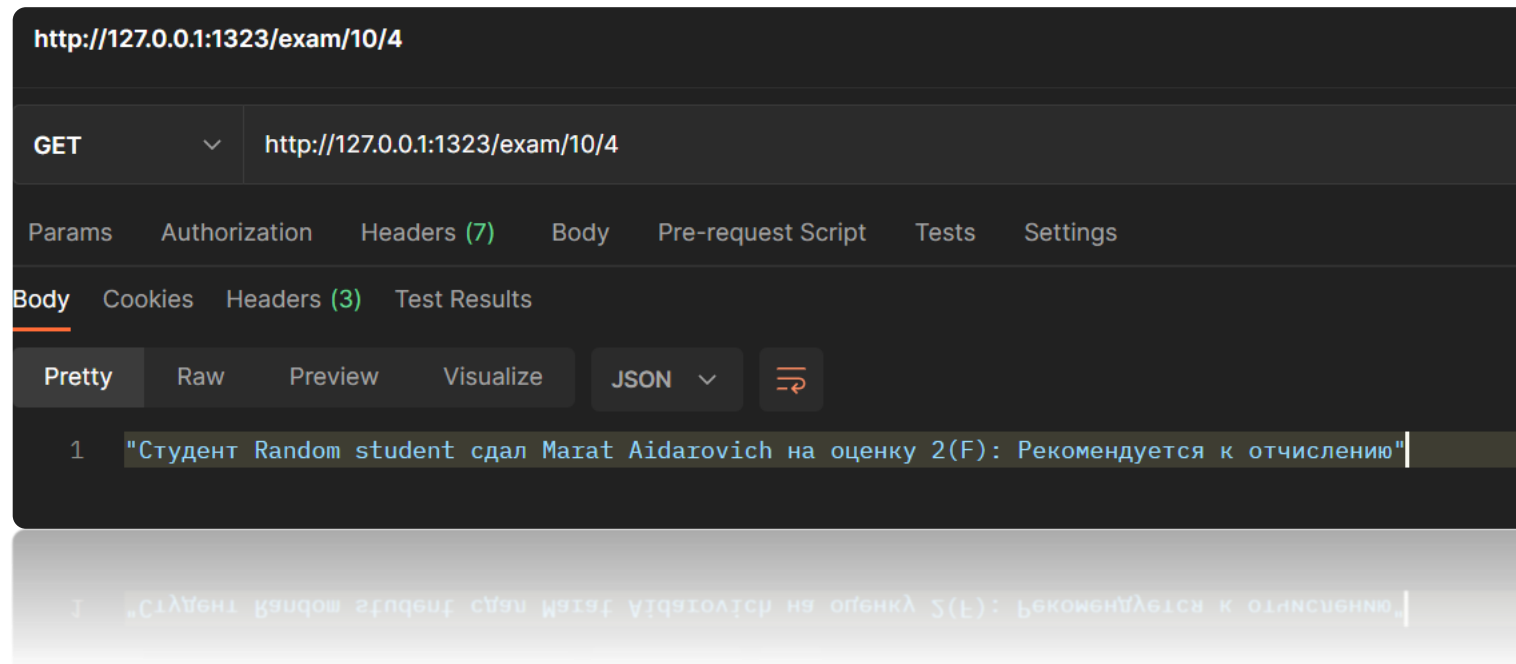 http://127.0.0.1:1323/exam/10/4
GET http://127.0.0.1:1323/exam/10/4
Params Authorization Headers (7) Body Pre-request Script Tests Settings
Body Cookies Headers (3) Test Results
Pretty Raw Preview Visualize JSON
1 "Студент Random student сдал Marat Aidarovich на оценку 2(F): Рекомендуется к отчислению"